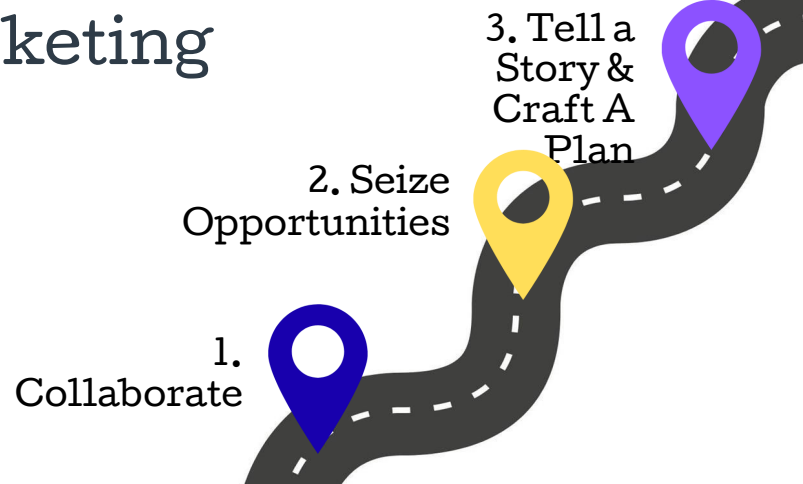 keting
3. Tell a
Story &
Craft A
Plan
2. Seize
Opportunities
1.
Collaborate